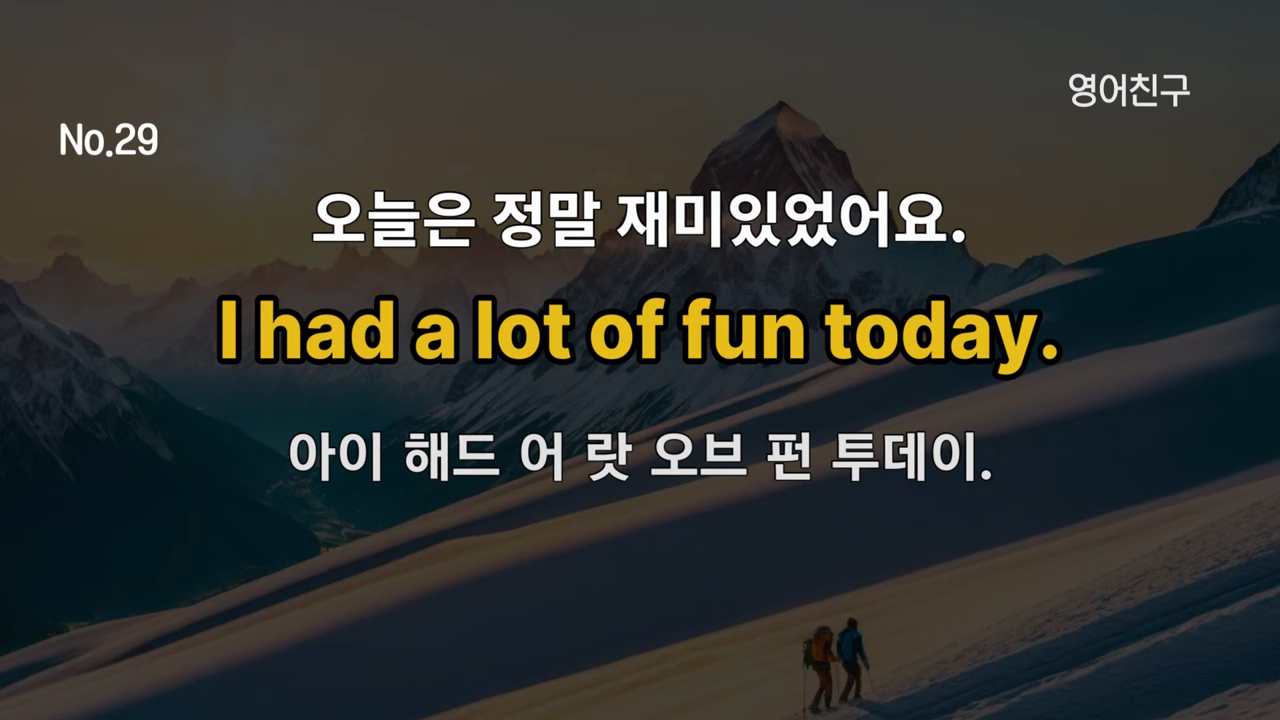 영어친구
No.29
오늘은 정말 재미있었어요.
I had a lot of fun today.
아이 해드 어 랏 오브 펀 투데이.